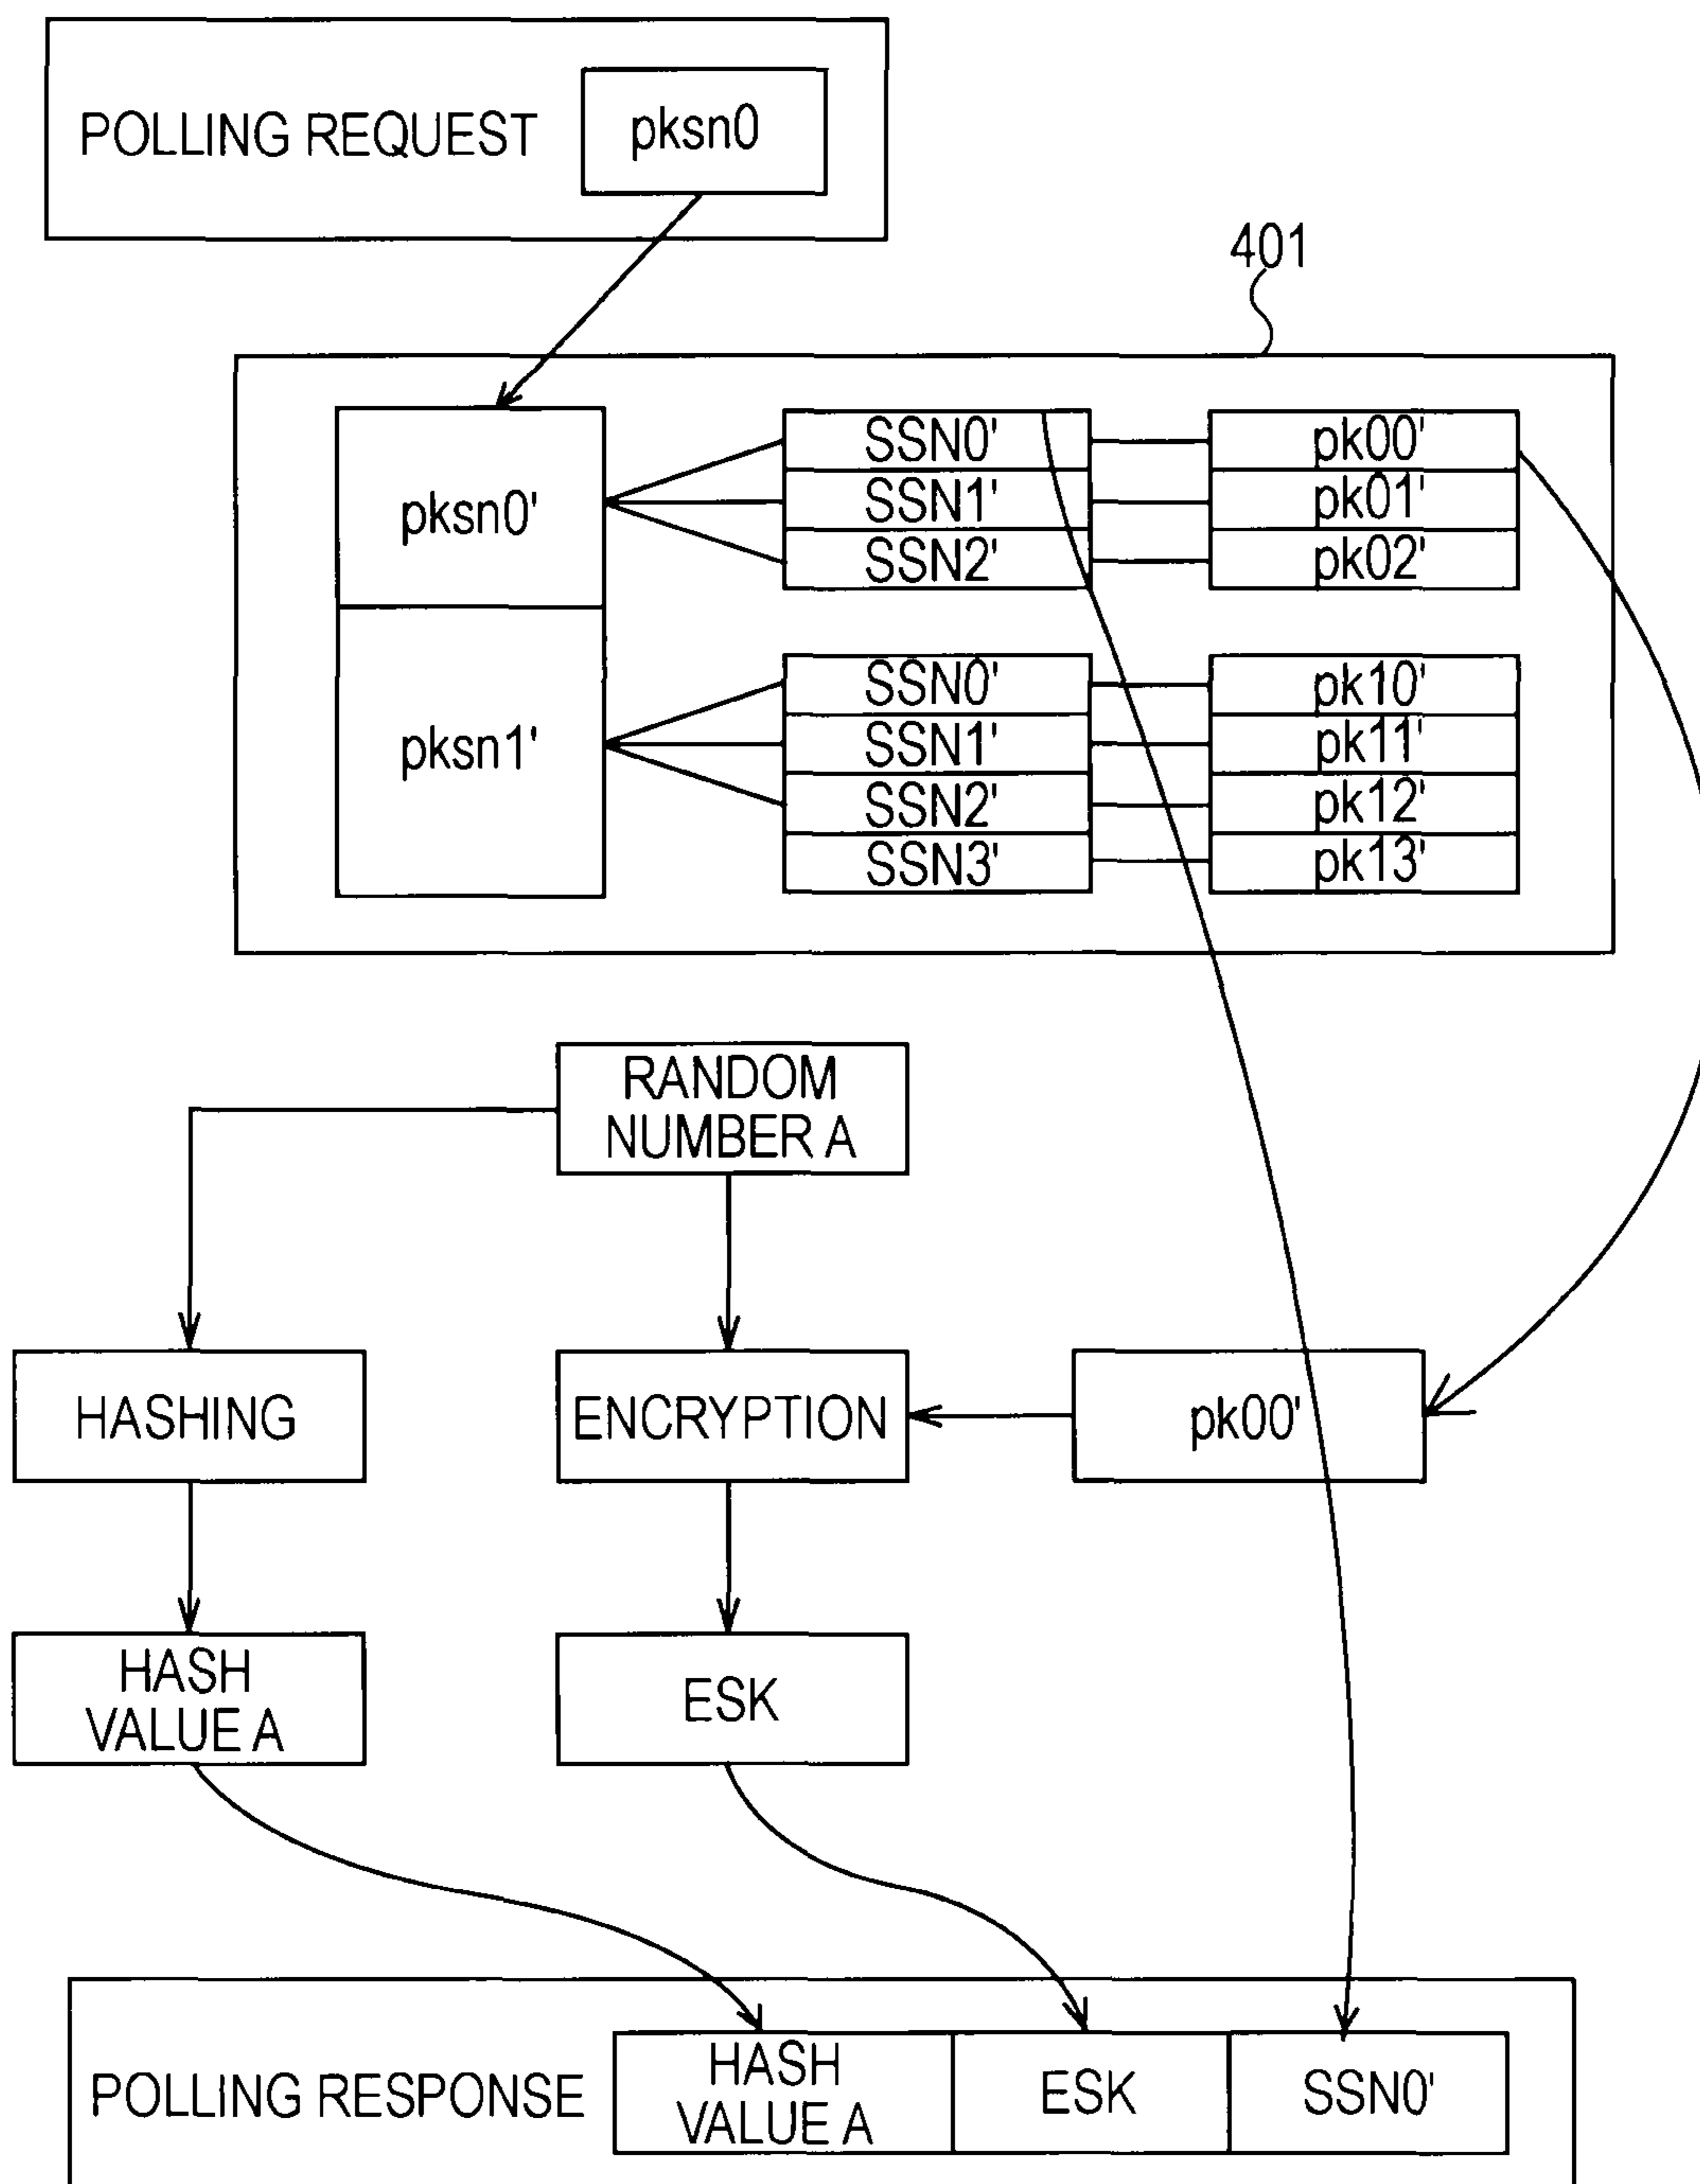 POLLING REQUEST
pksn0
401
pksn0'
SSN0'
pk00'
SSN1'
pk01'
SSN2'
pk02'
pksn1'
SSN0'
pk10'
SSN1'
pk11'
SSN2'
pk12'
SSN3'
pk13'
RANDOM
NUMBER A
HASHING
ENCRYPTION
pk00'
HASH
VALUE A
ESK
POLLING RESPONSE
HASH
VALUE A
ESK
SSN0'